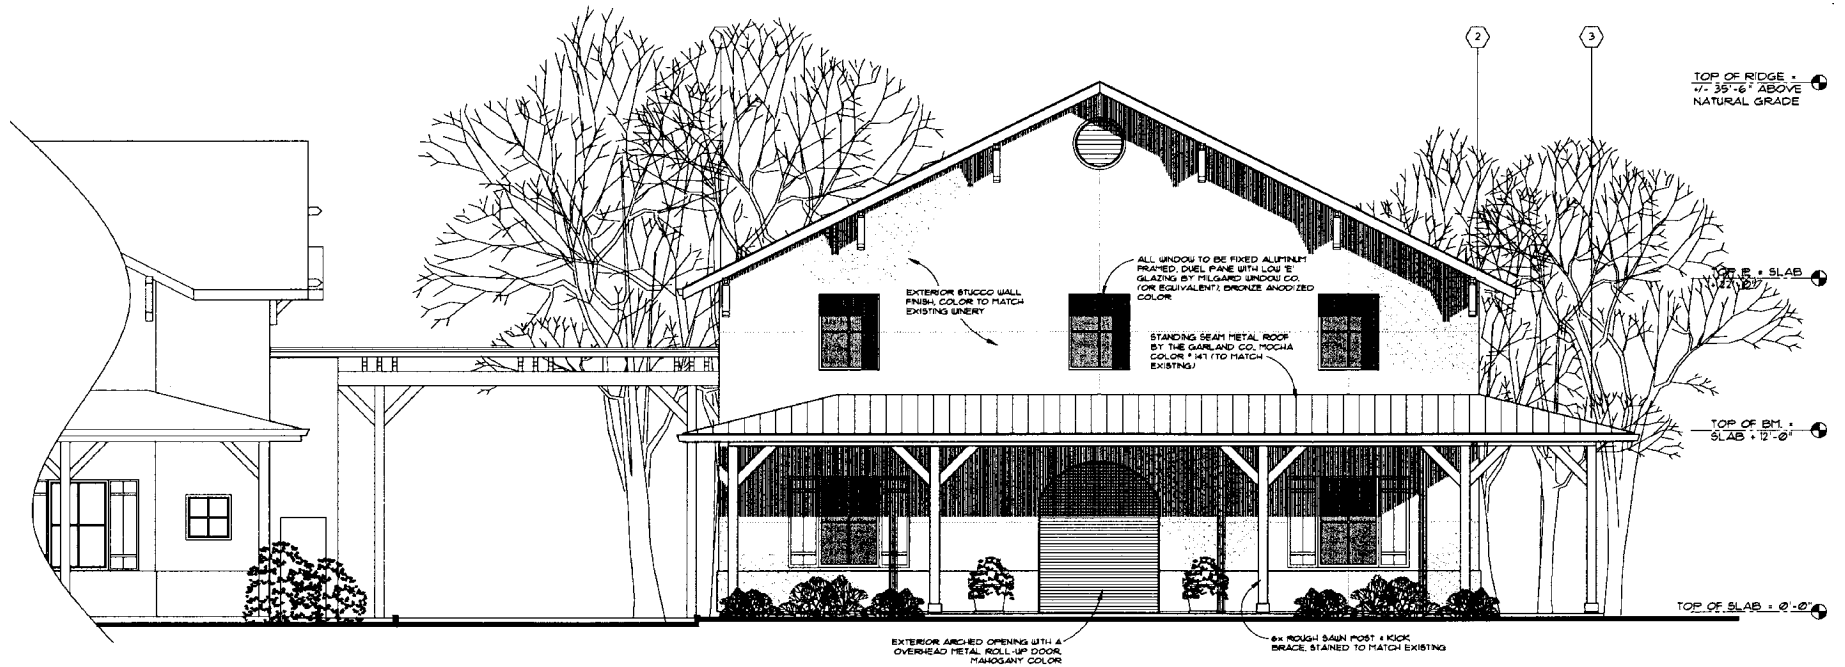 2
3
TOP OF RIDGE =
+/- 35'-6" ABOVE
NATURAL GRADE
ALL WINDOW TO BE FIXED ALUMINUM
FRAMED, DUEL PANE WITH LOW 'E'
GLAZING BY MILGARD WINDOW CO.
(OR EQUIVALENT), BRONZE ANODIZED
COLOR
EXTERIOR STUCCO WALL
FINISH, COLOR TO MATCH
EXISTING WINERY
TOP = SLAB
STANDING SEAM METAL ROOF
BY THE GARLAND CO., MOCHA
COLOR # 147 (TO MATCH
EXISTING)
TOP OF BM. =
SLAB + 12'-0"
TOP OF SLAB = 0'-0"
EXTERIOR ARCHED OPENING WITH A
OVERHEAD METAL ROLL-UP DOOR,
MAHOGANY COLOR
6x ROUGH SAWN POST & KICK
BRACE, STAINED TO MATCH EXISTING